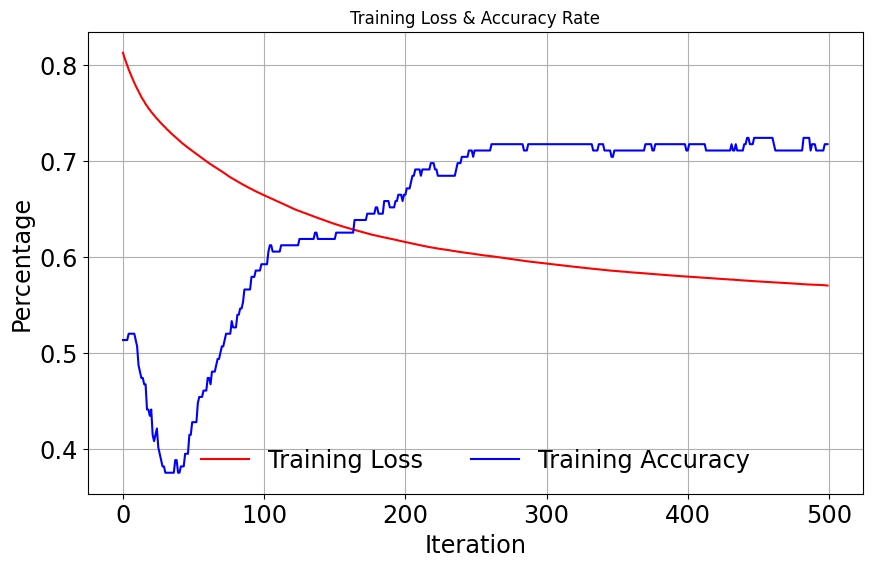 Training Loss & Accuracy Rate
Percentage
0.8
0.7
0.6
0.5
0.4
Training Loss
Training Accuracy
0
100
200
300
400
500
Iteration